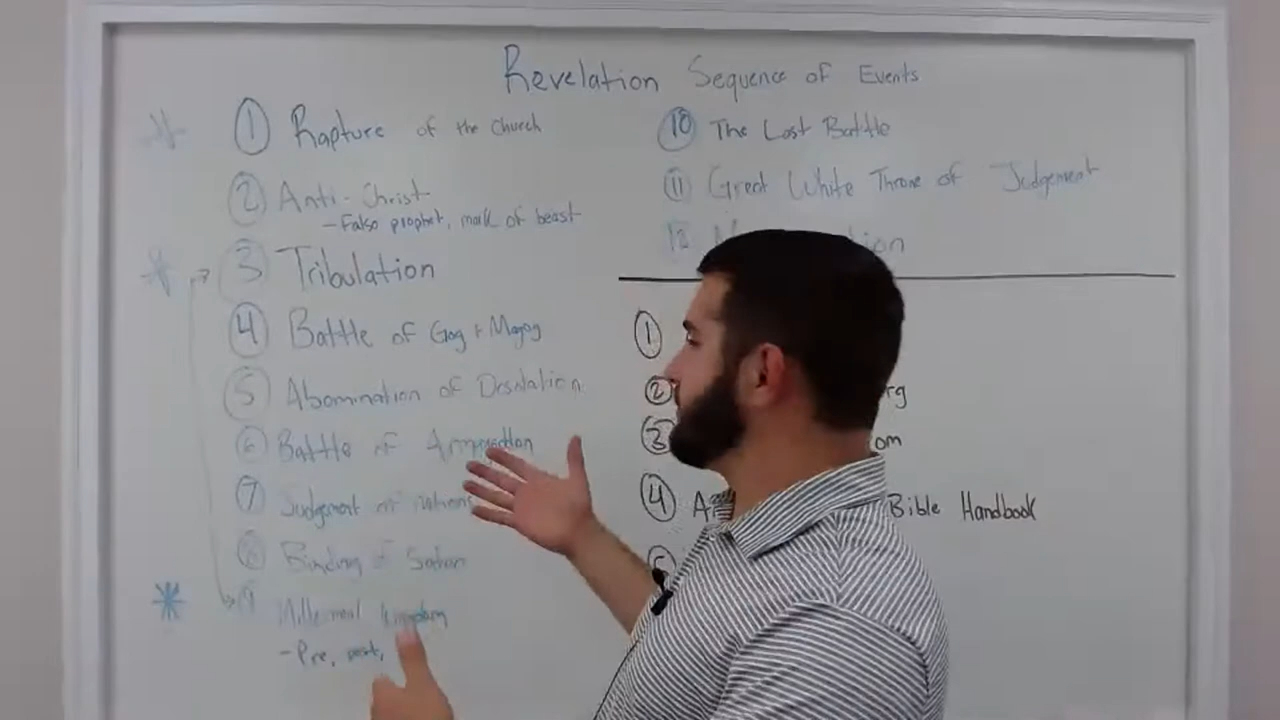 Revelation Sequence of Events
1 Rapture of the Church
2 Anti-Christ
- Falso prophet, mark of beast
3 Tribulation
4 Battle of Gog + Magog
5 Abomination of Desolation
6 Battle of
7 Judgement of Nations
8 Binding of Satan
9 Millennial Kingdom
- Pre, post,
10 The Last Battle
11 Great White Throne of Judgement
12
1
2
3 om
4 Bible Handbook
5